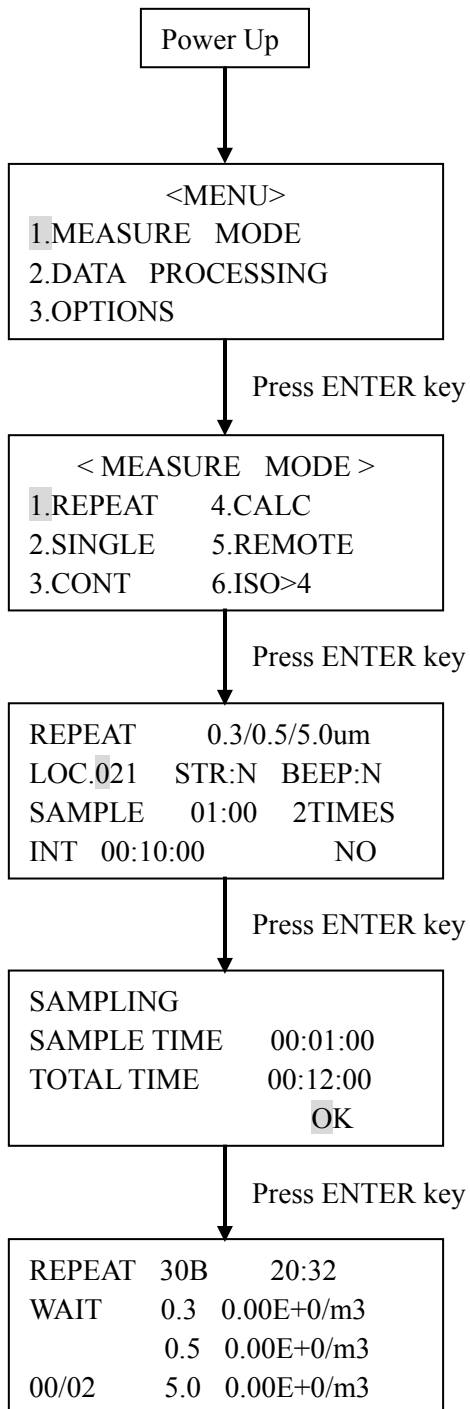 Power Up
<MENU>
1.MEASURE MODE
2.DATA PROCESSING
3.OPTIONS
Press ENTER key
< MEASURE MODE >
1.REPEAT 4.CALC
2.SINGLE 5.REMOTE
3.CONT 6.ISO>4
Press ENTER key
REPEAT 0.3/0.5/5.0um
LOC.021 STR:N BEEP:N
SAMPLE 01:00 2TIMES
INT 00:10:00 NO
Press ENTER key
SAMPLING
SAMPLE TIME 00:01:00
TOTAL TIME 00:12:00
OK
Press ENTER key
REPEAT 30B 20:32
WAIT 0.3 0.00E+0/m3
0.5 0.00E+0/m3
00/02 5.0 0.00E+0/m3